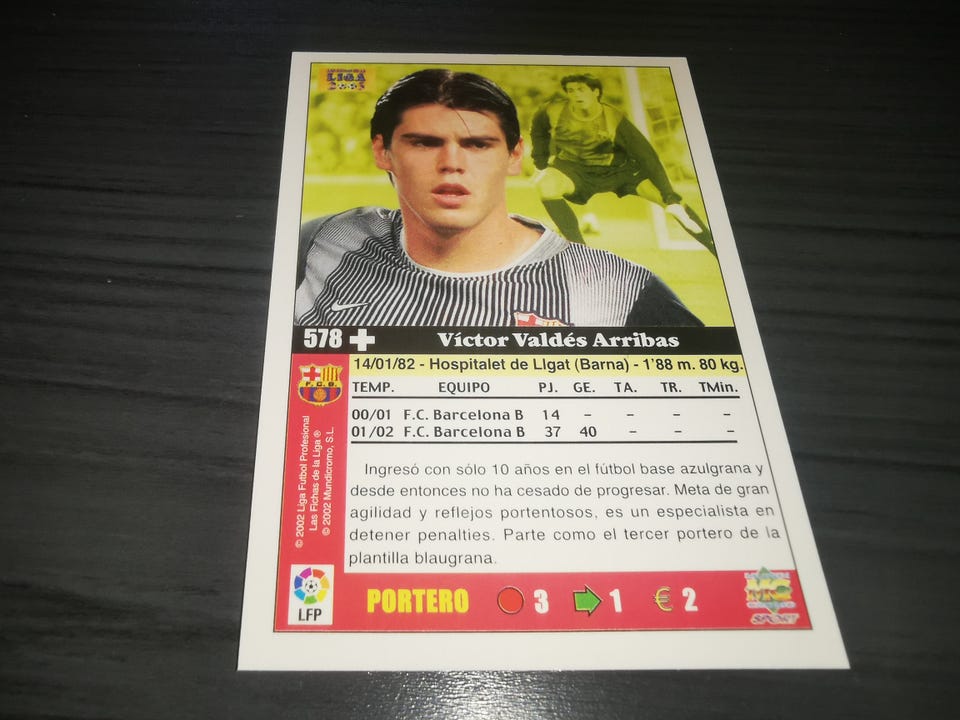 LIGA
578 Víctor Valdés Arribas
14/01/82 - Hospitalet de Llgat (Barna) - 1'88 m. 80 kg.
TEMP. EQUIPO PJ. GE. TA. TR. TMin.
00/01 F.C. Barcelona B 14 – – – –
01/02 F.C. Barcelona B 37 40 – – –
Ingresó con sólo 10 años en el fútbol base azulgrana y
desde entonces no ha cesado de progresar. Meta de gran
agilidad y reflejos portentosos, es un especialista en
detener penalties. Parte como el tercer portero de la
plantilla blaugrana.
© 2002 Liga Futbol Profesional
Las Fichas de la Liga ®
© 2002 Mundicromo, S.L.
F.C.B.
LFP
PORTERO 3 1 € 2
MC
SPORT